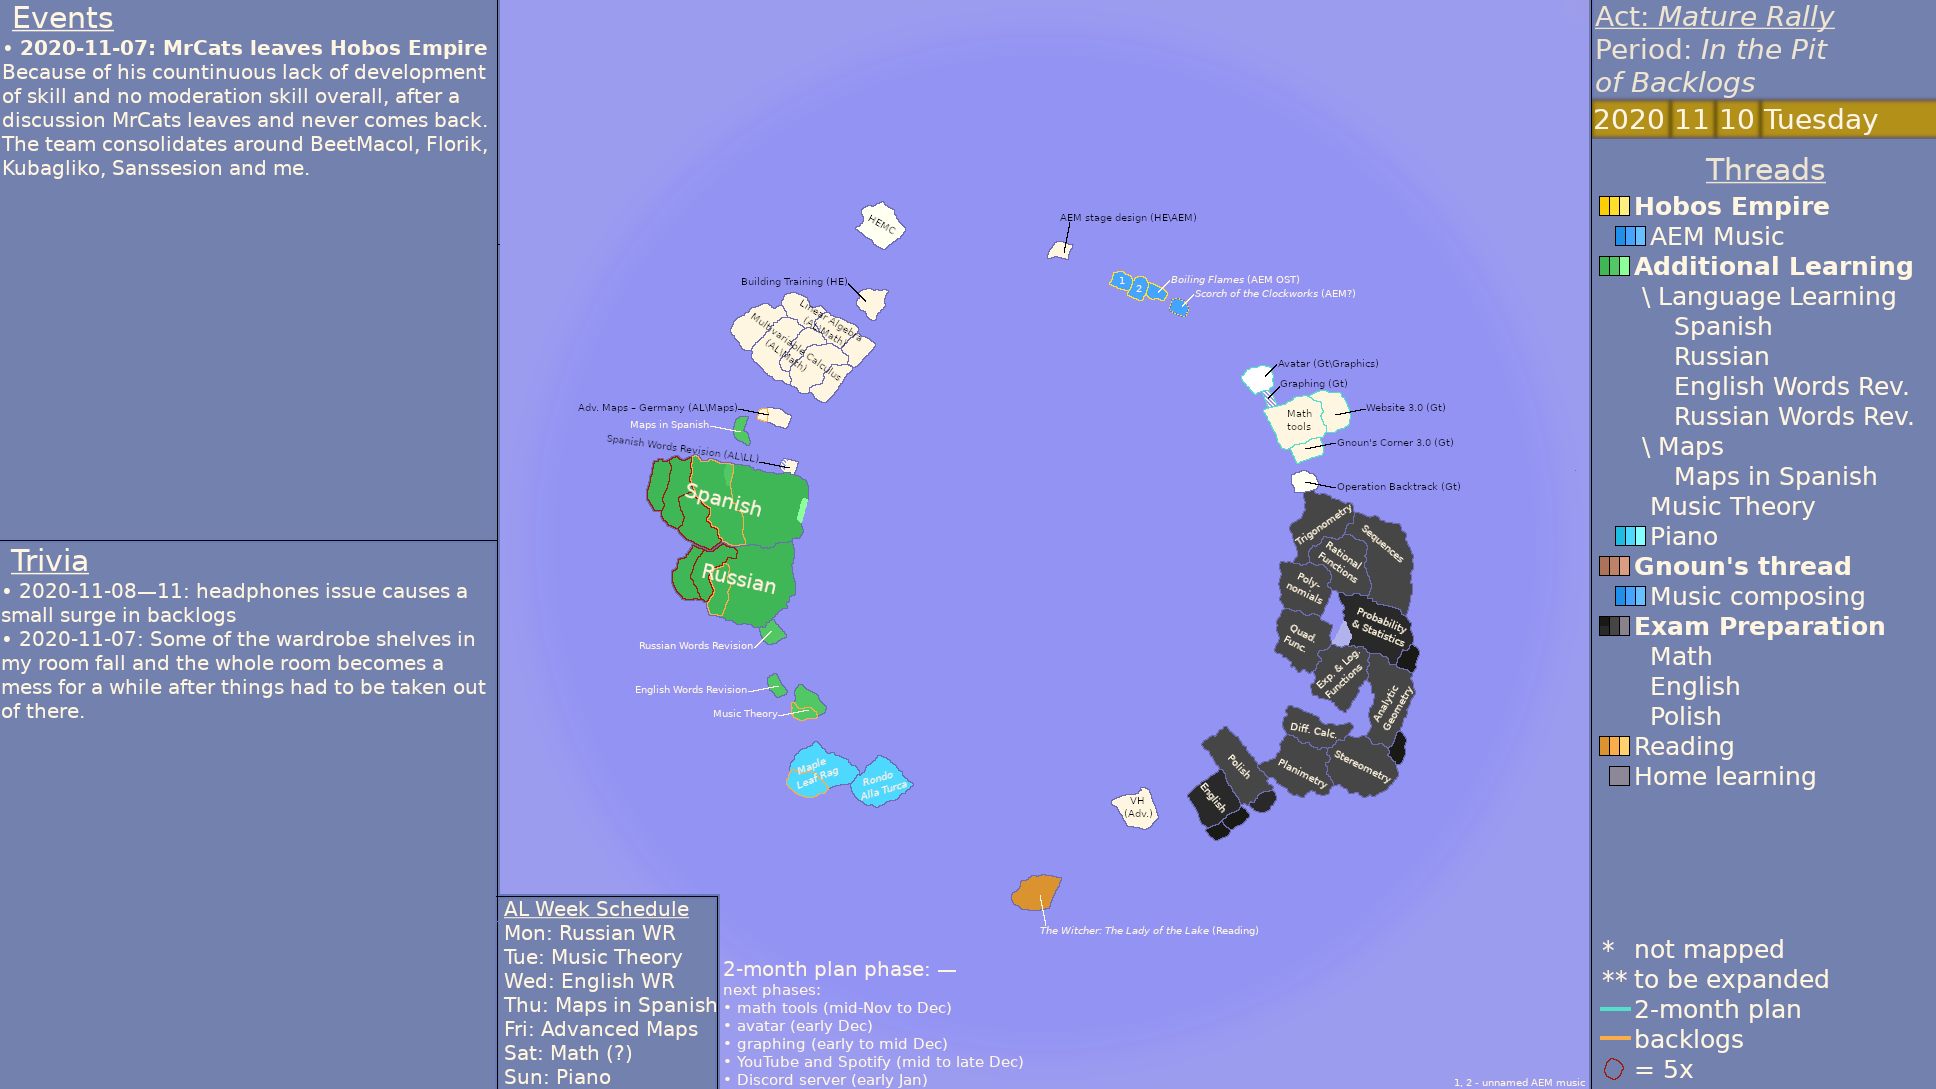 Events
• 2020-11-07: MrCats leaves Hobos Empire
Because of his countinuous lack of development
of skill and no moderation skill overall, after a
discussion MrCats leaves and never comes back.
The team consolidates around BeetMacol, Florik,
Kubagliko, Sanssesion and me.
Trivia
• 2020-11-08—11: headphones issue causes a
small surge in backlogs
• 2020-11-07: Some of the wardrobe shelves in
my room fall and the whole room becomes a
mess for a while after things had to be taken out
of there.
HEMC
AEM stage design (HE\AEM)
Building Training (HE)
1
2
Boiling Flames (AEM OST)
Scorch of the Clockworks (AEM?)
Linear Algebra
(AL\Math)
Multivariable Calculus
(AL\Math)
Adv. Maps – Germany (AL\Maps)
Maps in Spanish
Spanish Words Revision (AL\LL)
Spanish
Russian
Russian Words Revision
English Words Revision
Music Theory
Maple
Leaf Rag
Rondo
Alla Turca
Avatar (Gt\Graphics)
Graphing (Gt)
Math
tools
Website 3.0 (Gt)
Gnoun's Corner 3.0 (Gt)
Operation Backtrack (Gt)
Trigonometry
Sequences
Rational
Functions
Poly-
nomials
Probability
& Statistics
Quad.
Func.
Exp. & Log.
Functions
Analytic
Geometry
Diff. Calc.
Stereometry
Planimetry
Polish
English
VH
(Adv.)
The Witcher: The Lady of the Lake (Reading)
AL Week Schedule
Mon: Russian WR
Tue: Music Theory
Wed: English WR
Thu: Maps in Spanish
Fri: Advanced Maps
Sat: Math (?)
Sun: Piano
2-month plan phase: —
next phases:
• math tools (mid-Nov to Dec)
• avatar (early Dec)
• graphing (early to mid Dec)
• YouTube and Spotify (mid to late Dec)
• Discord server (early Jan)
1, 2 - unnamed AEM music
Act: Mature Rally
Period: In the Pit
of Backlogs
2020 11 10 Tuesday
Threads
Hobos Empire
AEM Music
Additional Learning
\ Language Learning
Spanish
Russian
English Words Rev.
Russian Words Rev.
\ Maps
Maps in Spanish
Music Theory
Piano
Gnoun's thread
Music composing
Exam Preparation
Math
English
Polish
Reading
Home learning
* not mapped
** to be expanded
2-month plan
backlogs
= 5x